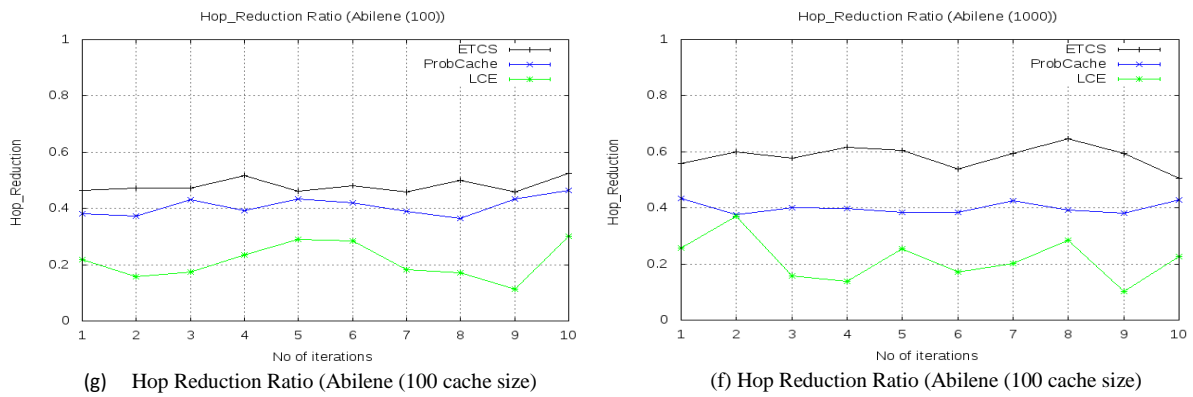 Hop_Reduction Ratio (Abilene (100))
ETCS
ProbCache
LCE
1
0.8
0.6
0.4
0.2
0
Hop_Reduction
1 2 3 4 5 6 7 8 9 10
No of iterations
(g) Hop Reduction Ratio (Abilene (100 cache size)
Hop_Reduction Ratio (Abilene (1000))
ETCS
ProbCache
LCE
1
0.8
0.6
0.4
0.2
0
Hop_Reduction
1 2 3 4 5 6 7 8 9 10
No of iterations
(f) Hop Reduction Ratio (Abilene (100 cache size)